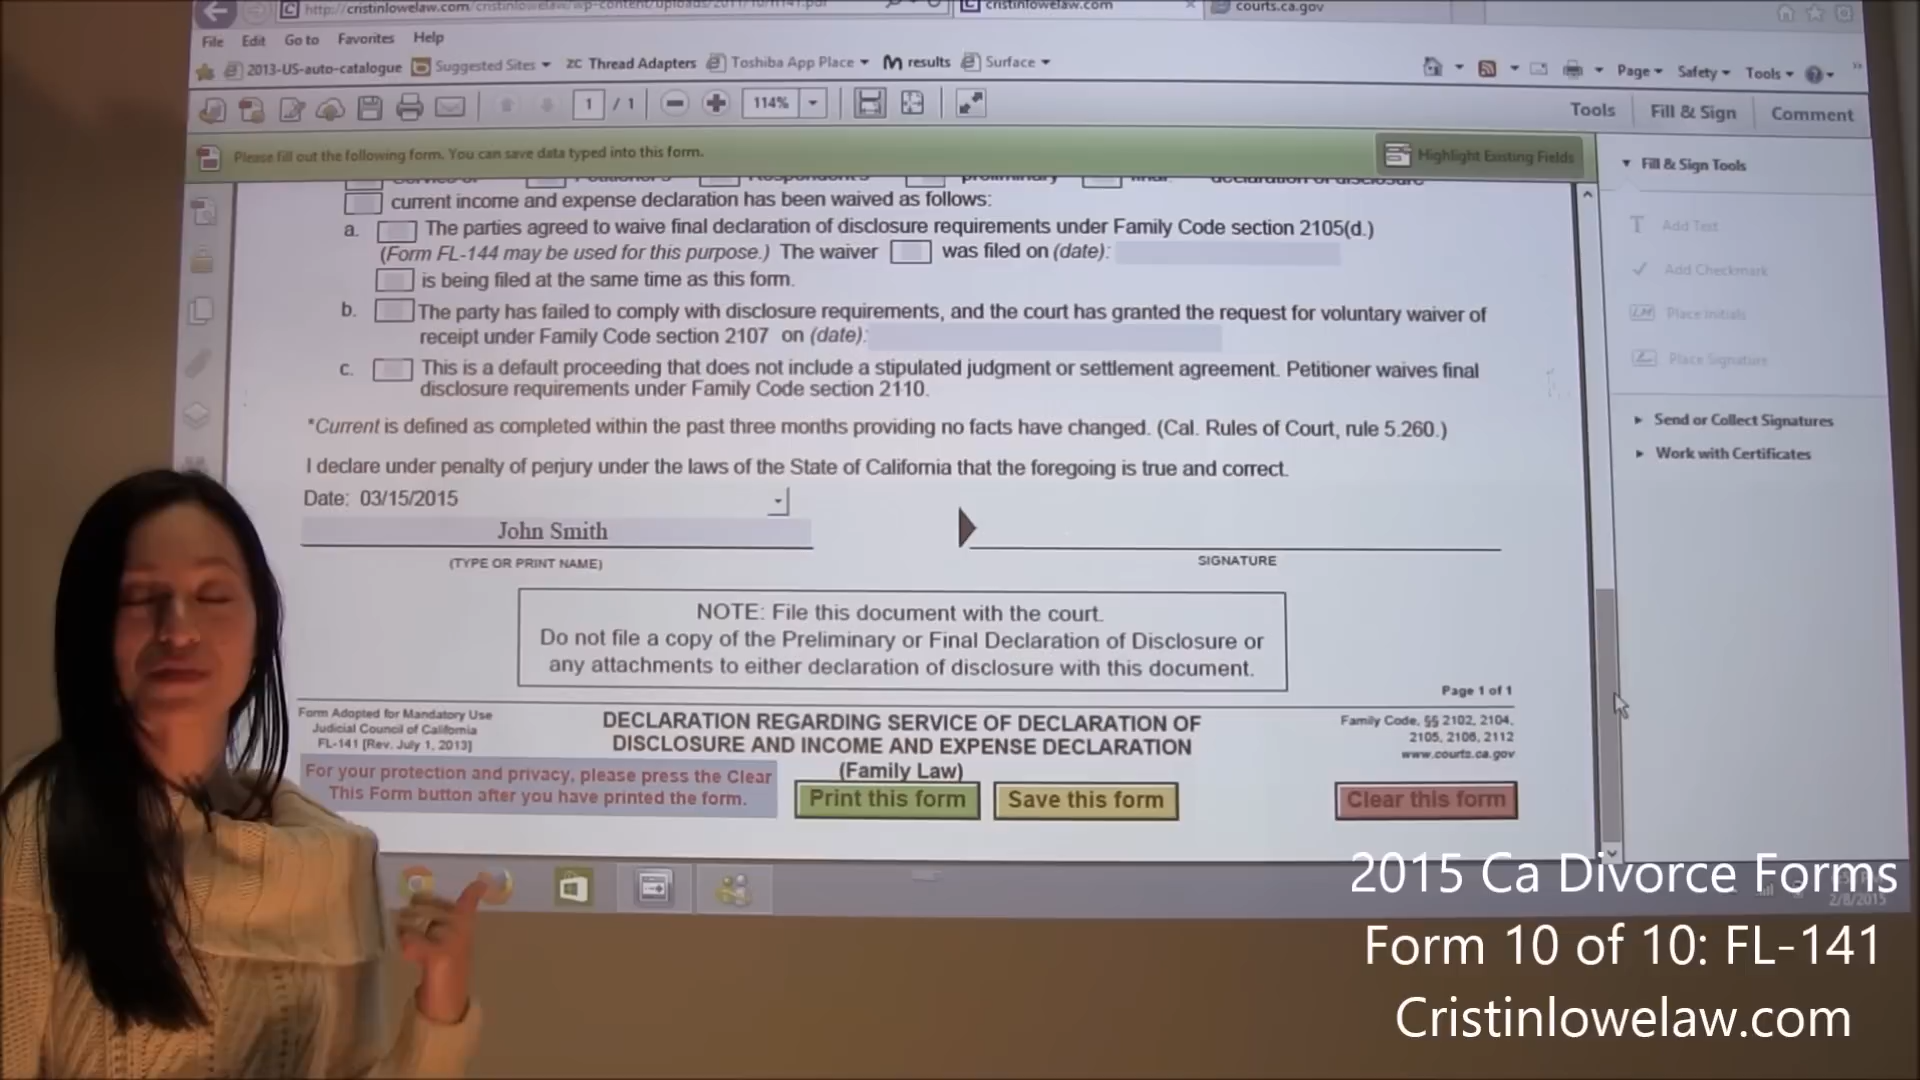 http://cristinlowelaw.com/cristinlowelaw/wp-content/uploads/2011/10/fl141.pdf
cristinlowelaw.com
courts.ca.gov
File Edit Go to Favorites Help
2013-US-auto-catalogue Suggested Sites ZC Thread Adapters Toshiba App Place results Surface
Page Safety Tools
1 / 1 114%
Tools Fill & Sign Comment
Please fill out the following form. You can save data typed into this form.
Highlight Existing Fields
Fill & Sign Tools
Add Text
Add Checkmark
Place Initials
Place Signature
Send or Collect Signatures
Work with Certificates
current income and expense declaration has been waived as follows:
a. The parties agreed to waive final declaration of disclosure requirements under Family Code section 2105(d.)
(Form FL-144 may be used for this purpose.) The waiver was filed on (date):
is being filed at the same time as this form.
b. The party has failed to comply with disclosure requirements, and the court has granted the request for voluntary waiver of
receipt under Family Code section 2107 on (date):
c. This is a default proceeding that does not include a stipulated judgment or settlement agreement. Petitioner waives final
disclosure requirements under Family Code section 2110.
*Current is defined as completed within the past three months providing no facts have changed. (Cal. Rules of Court, rule 5.260.)
I declare under penalty of perjury under the laws of the State of California that the foregoing is true and correct.
Date: 03/15/2015
John Smith
(TYPE OR PRINT NAME)
SIGNATURE
NOTE: File this document with the court.
Do not file a copy of the Preliminary or Final Declaration of Disclosure or
any attachments to either declaration of disclosure with this document.
Page 1 of 1
Form Adopted for Mandatory Use
Judicial Council of California
FL-141 [Rev. July 1, 2013]
DECLARATION REGARDING SERVICE OF DECLARATION OF
DISCLOSURE AND INCOME AND EXPENSE DECLARATION
(Family Law)
Family Code, §§ 2102, 2104,
2105, 2106, 2112
www.courts.ca.gov
For your protection and privacy, please press the Clear
This Form button after you have printed the form.
Print this form
Save this form
Clear this form
2/8/2015
2015 Ca Divorce Forms
Form 10 of 10: FL-141
Cristinlowelaw.com